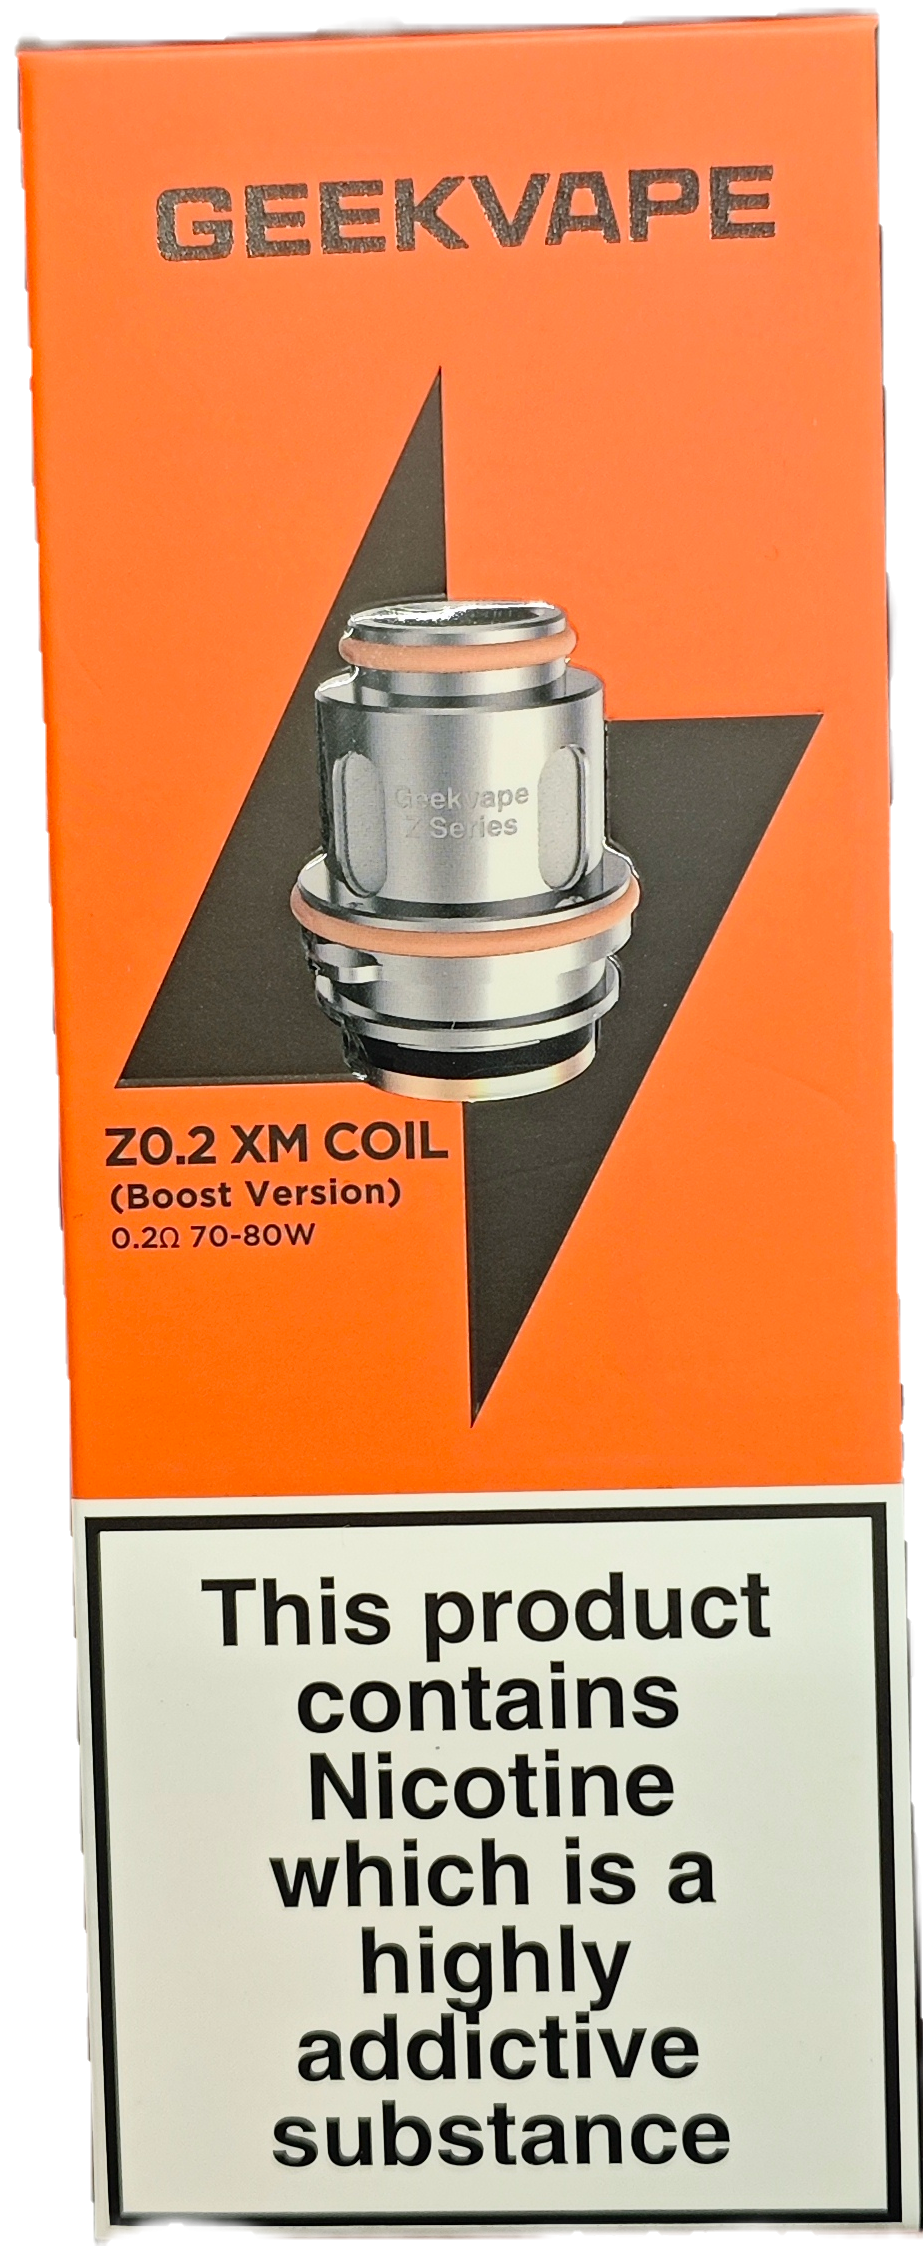 GEEKVAPE
Geekvape
Z Series
Z0.2 XM COIL
(Boost Version)
0.2Ω 70-80W
This product
contains
Nicotine
which is a
highly
addictive
substance